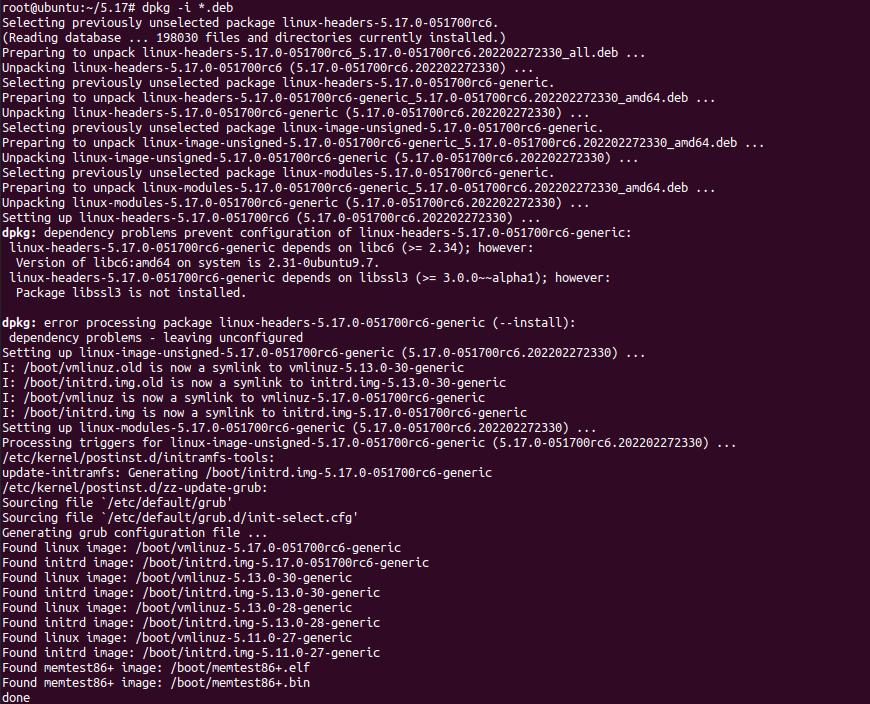 root@ubuntu:~/5.17# dpkg -i *.deb
Selecting previously unselected package linux-headers-5.17.0-051700rc6.
(Reading database ... 198030 files and directories currently installed.)
Preparing to unpack linux-headers-5.17.0-051700rc6_5.17.0-051700rc6.202202272330_all.deb ...
Unpacking linux-headers-5.17.0-051700rc6 (5.17.0-051700rc6.202202272330) ...
Selecting previously unselected package linux-headers-5.17.0-051700rc6-generic.
Preparing to unpack linux-headers-5.17.0-051700rc6-generic_5.17.0-051700rc6.202202272330_amd64.deb ...
Unpacking linux-headers-5.17.0-051700rc6-generic (5.17.0-051700rc6.202202272330) ...
Selecting previously unselected package linux-image-unsigned-5.17.0-051700rc6-generic.
Preparing to unpack linux-image-unsigned-5.17.0-051700rc6-generic_5.17.0-051700rc6.202202272330_amd64.deb ...
Unpacking linux-image-unsigned-5.17.0-051700rc6-generic (5.17.0-051700rc6.202202272330) ...
Selecting previously unselected package linux-modules-5.17.0-051700rc6-generic.
Preparing to unpack linux-modules-5.17.0-051700rc6-generic_5.17.0-051700rc6.202202272330_amd64.deb ...
Unpacking linux-modules-5.17.0-051700rc6-generic (5.17.0-051700rc6.202202272330) ...
Setting up linux-headers-5.17.0-051700rc6 (5.17.0-051700rc6.202202272330) ...
dpkg: dependency problems prevent configuration of linux-headers-5.17.0-051700rc6-generic:
 linux-headers-5.17.0-051700rc6-generic depends on libc6 (>= 2.34); however:
  Version of libc6:amd64 on system is 2.31-0ubuntu9.7.
 linux-headers-5.17.0-051700rc6-generic depends on libssl3 (>= 3.0.0~~alpha1); however:
  Package libssl3 is not installed.

dpkg: error processing package linux-headers-5.17.0-051700rc6-generic (--install):
 dependency problems - leaving unconfigured
Setting up linux-image-unsigned-5.17.0-051700rc6-generic (5.17.0-051700rc6.202202272330) ...
I: /boot/vmlinuz.old is now a symlink to vmlinuz-5.13.0-30-generic
I: /boot/initrd.img.old is now a symlink to initrd.img-5.13.0-30-generic
I: /boot/vmlinuz is now a symlink to vmlinuz-5.17.0-051700rc6-generic
I: /boot/initrd.img is now a symlink to initrd.img-5.17.0-051700rc6-generic
Setting up linux-modules-5.17.0-051700rc6-generic (5.17.0-051700rc6.202202272330) ...
Processing triggers for linux-image-unsigned-5.17.0-051700rc6-generic (5.17.0-051700rc6.202202272330) ...
/etc/kernel/postinst.d/initramfs-tools:
update-initramfs: Generating /boot/initrd.img-5.17.0-051700rc6-generic
/etc/kernel/postinst.d/zz-update-grub:
Sourcing file `/etc/default/grub'
Sourcing file `/etc/default/grub.d/init-select.cfg'
Generating grub configuration file ...
Found linux image: /boot/vmlinuz-5.17.0-051700rc6-generic
Found initrd image: /boot/initrd.img-5.17.0-051700rc6-generic
Found linux image: /boot/vmlinuz-5.13.0-30-generic
Found initrd image: /boot/initrd.img-5.13.0-30-generic
Found linux image: /boot/vmlinuz-5.13.0-28-generic
Found initrd image: /boot/initrd.img-5.13.0-28-generic
Found linux image: /boot/vmlinuz-5.11.0-27-generic
Found initrd image: /boot/initrd.img-5.11.0-27-generic
Found memtest86+ image: /boot/memtest86+.elf
Found memtest86+ image: /boot/memtest86+.bin
done